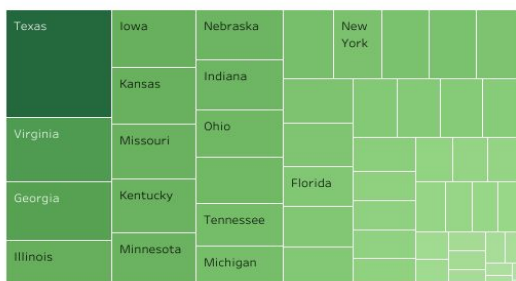 Texas
Virginia
Georgia
Illinois
Iowa
Kansas
Missouri
Kentucky
Minnesota
Nebraska
Indiana
Ohio
Tennessee
Michigan
New
York
Florida